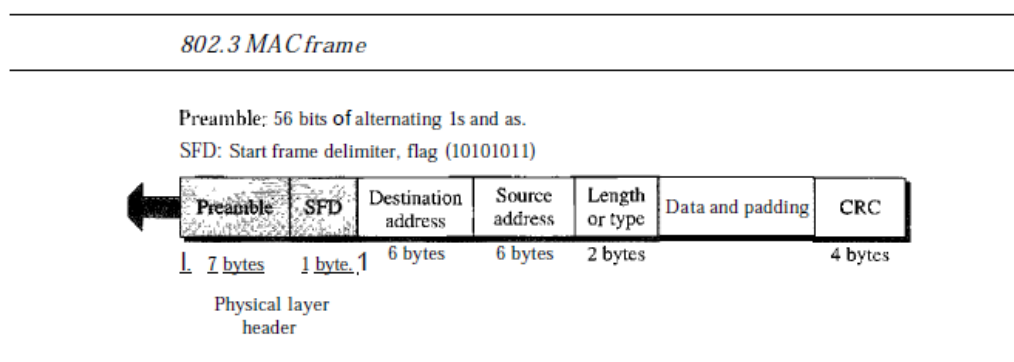 802.3 MAC frame
Preamble: 56 bits of alternating 1s and as.
SFD: Start frame delimiter, flag (10101011)
Preamble SFD Destination address Source address Length or type Data and padding CRC
I. 7 bytes 1 byte. 1 6 bytes 6 bytes 2 bytes 4 bytes
Physical layer
header